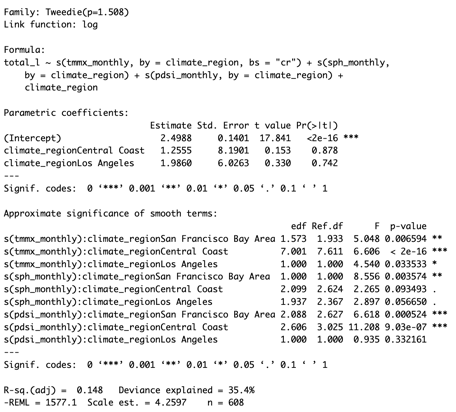 Family: Tweedie(p=1.508)
Link function: log
Formula:
total_l ~ s(tmmx_monthly, by = climate_region, bs = "cr") + s(sph_monthly,
by = climate_region) + s(pdsi_monthly, by = climate_region) +
climate_region
Parametric coefficients:
Estimate Std. Error t value Pr(>|t|)
(Intercept) 2.4988 0.1401 17.841 <2e-16 ***
climate_regionCentral Coast 1.2555 8.1901 0.153 0.878
climate_regionLos Angeles 1.9860 6.0263 0.330 0.742
---
Signif. codes: 0 ‘***’ 0.001 ‘**’ 0.01 ‘*’ 0.05 ‘.’ 0.1 ‘ ’ 1
Approximate significance of smooth terms:
edf Ref.df F p-value
s(tmmx_monthly):climate_regionSan Francisco Bay Area 1.573 1.933 5.048 0.006594 **
s(tmmx_monthly):climate_regionCentral Coast 7.001 7.611 6.606 < 2e-16 ***
s(tmmx_monthly):climate_regionLos Angeles 1.000 1.000 4.540 0.033533 *
s(sph_monthly):climate_regionSan Francisco Bay Area 1.000 1.000 8.556 0.003574 **
s(sph_monthly):climate_regionCentral Coast 2.099 2.624 2.265 0.093493 .
s(sph_monthly):climate_regionLos Angeles 1.937 2.367 2.897 0.056650 .
s(pdsi_monthly):climate_regionSan Francisco Bay Area 2.088 2.627 6.618 0.000524 ***
s(pdsi_monthly):climate_regionCentral Coast 2.606 3.025 11.208 9.03e-07 ***
s(pdsi_monthly):climate_regionLos Angeles 1.000 1.000 0.935 0.332161
---
Signif. codes: 0 ‘***’ 0.001 ‘**’ 0.01 ‘*’ 0.05 ‘.’ 0.1 ‘ ’ 1
R-sq.(adj) = 0.148 Deviance explained = 35.4%
-REML = 1577.1 Scale est. = 4.2597 n = 608